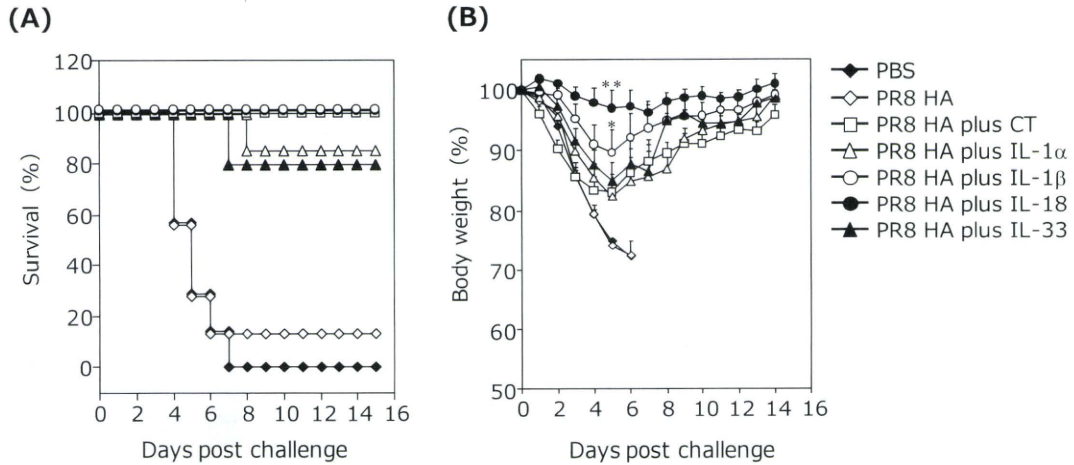 (A)
120
100
80
60
40
20
0
Survival (%)
0 2 4 6 8 10 12 14 16
Days post challenge
(B)
100
90
80
70
60
50
Body weight (%)
**
*
0 2 4 6 8 10 12 14 16
Days post challenge
PBS
PR8 HA
PR8 HA plus CT
PR8 HA plus IL-1α
PR8 HA plus IL-1β
PR8 HA plus IL-18
PR8 HA plus IL-33